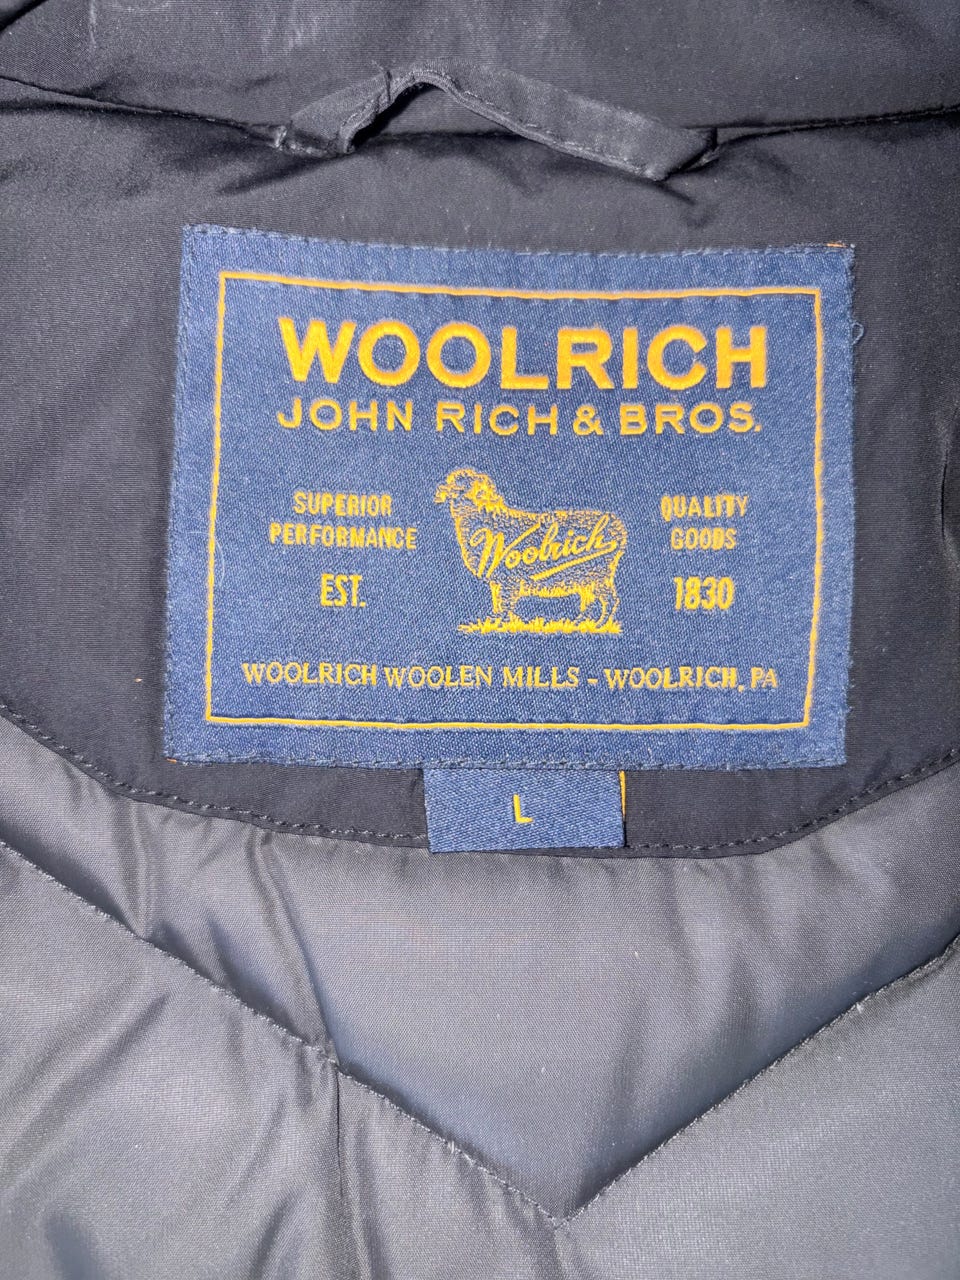 WOOLRICH
JOHN RICH & BROS.
SUPERIOR
PERFORMANCE
EST.
Woolrich
QUALITY
GOODS
1830
WOOLRICH WOOLEN MILLS - WOOLRICH, PA
L